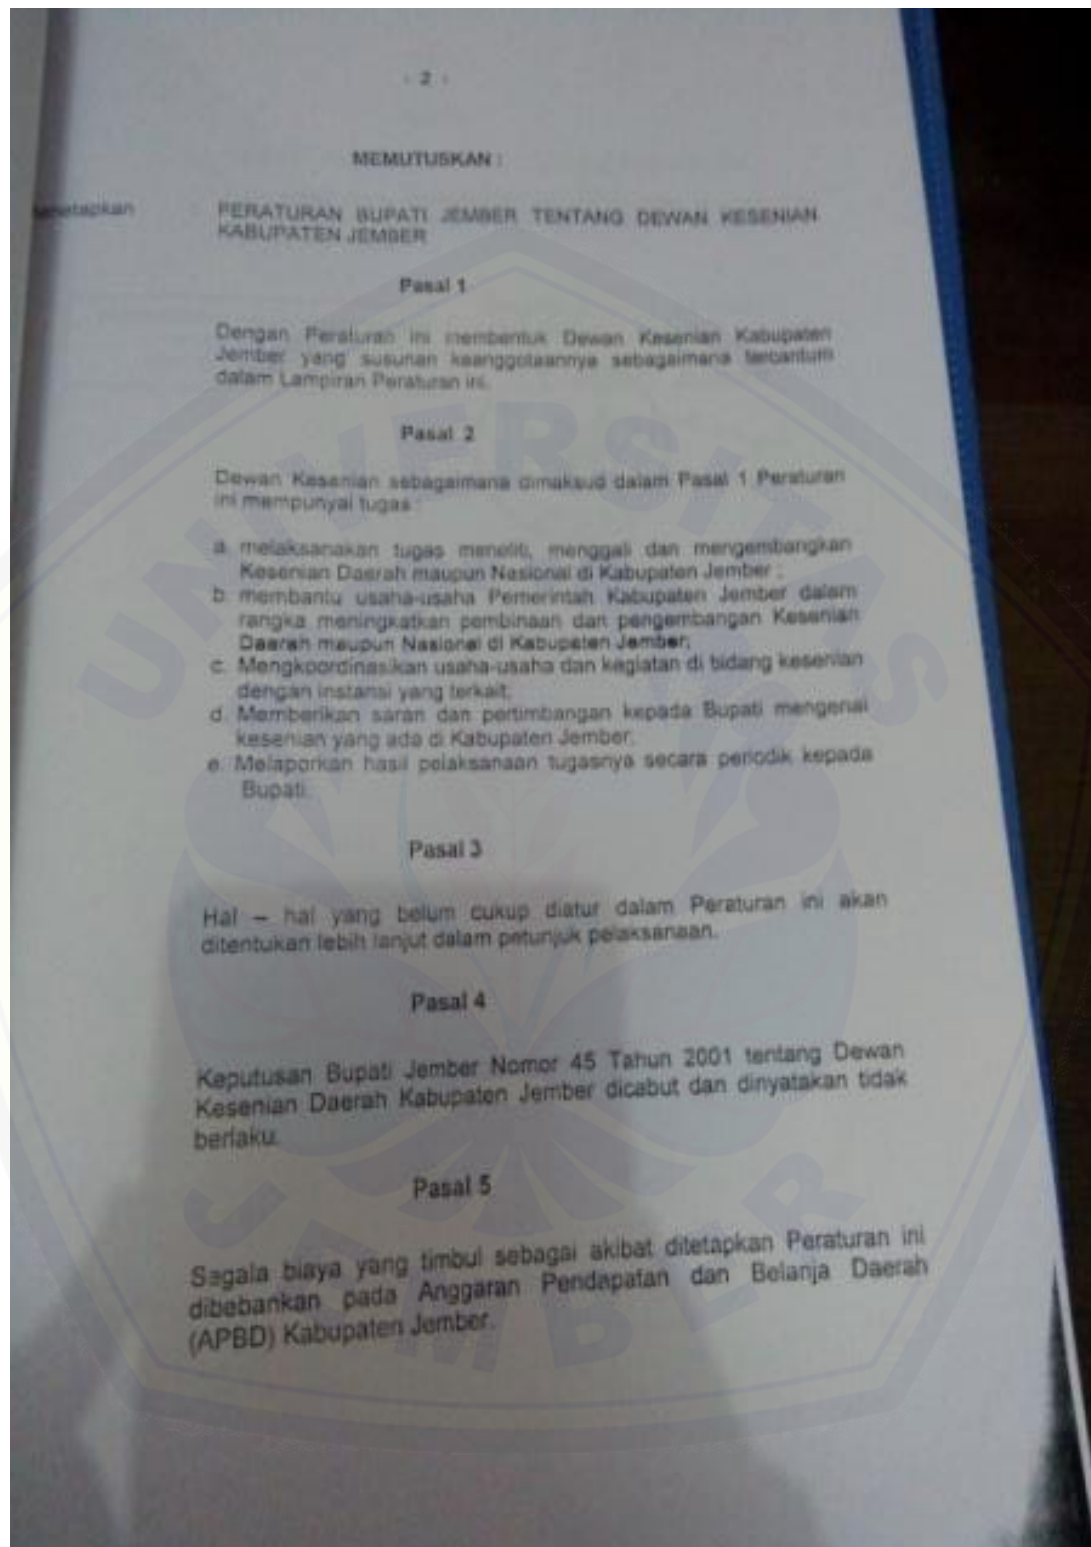 - 2 -
MEMUTUSKAN :
Menetapkan : PERATURAN BUPATI JEMBER TENTANG DEWAN KESENIAN
KABUPATEN JEMBER
Pasal 1
Dengan Peraturan ini membentuk Dewan Kesenian Kabupaten
Jember yang susunan keanggotaannya sebagaimana tercantum
dalam Lampiran Peraturan ini.
Pasal 2
Dewan Kesenian sebagaimana dimaksud dalam Pasal 1 Peraturan
ini mempunyai tugas :
a. melaksanakan tugas meneliti, menggali dan mengembangkan
Kesenian Daerah maupun Nasional di Kabupaten Jember ;
b. membantu usaha-usaha Pemerintah Kabupaten Jember dalam
rangka meningkatkan pembinaan dan pengembangan Kesenian
Daerah maupun Nasional di Kabupaten Jember;
c. Mengkoordinasikan usaha-usaha dan kegiatan di bidang kesenian
dengan instansi yang terkait;
d. Memberikan saran dan pertimbangan kepada Bupati mengenai
kesenian yang ada di Kabupaten Jember;
e. Melaporkan hasil pelaksanaan tugasnya secara periodik kepada
Bupati.
Pasal 3
Hal – hal yang belum cukup diatur dalam Peraturan ini akan
ditentukan lebih lanjut dalam petunjuk pelaksanaan.
Pasal 4
Keputusan Bupati Jember Nomor 45 Tahun 2001 tentang Dewan
Kesenian Daerah Kabupaten Jember dicabut dan dinyatakan tidak
berlaku.
Pasal 5
Segala biaya yang timbul sebagai akibat ditetapkan Peraturan ini
dibebankan pada Anggaran Pendapatan dan Belanja Daerah
(APBD) Kabupaten Jember.
UNIVERSITAS
JEMBER